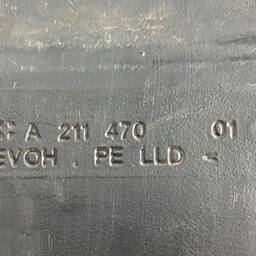 A 211 470 01
EVOH . PE LLD -